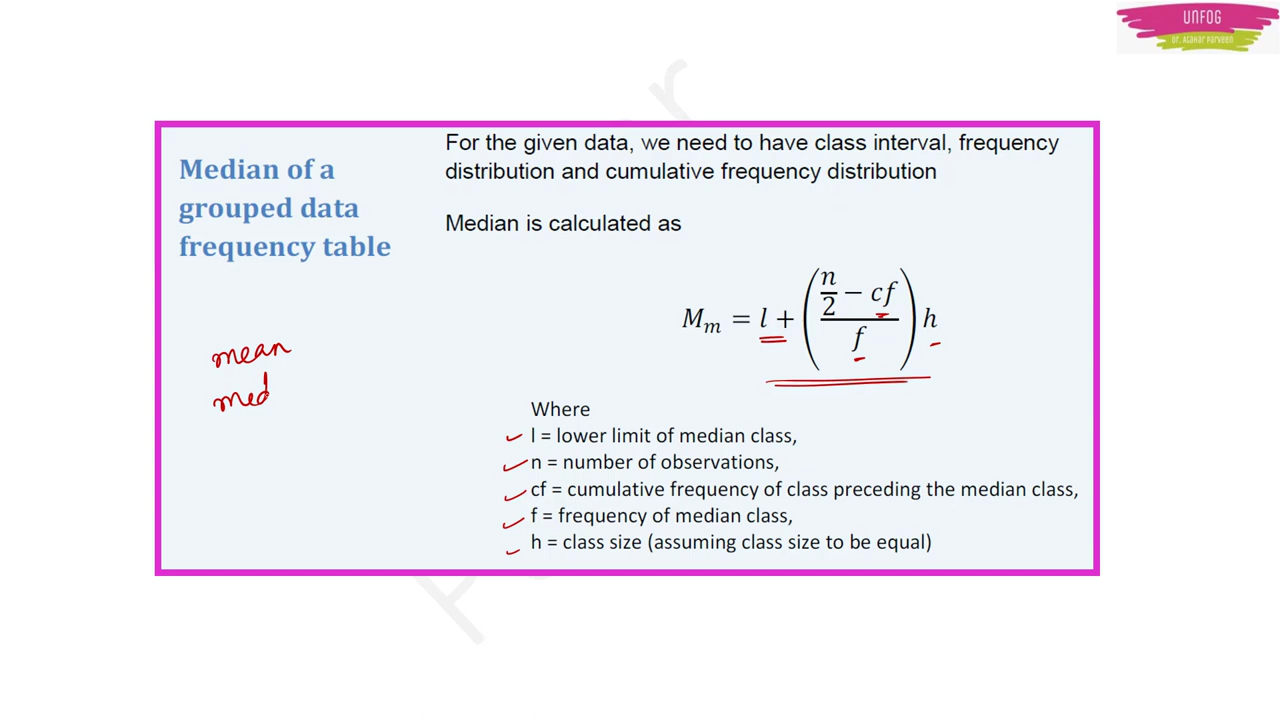 UNFOG
Dr. Atahar Parveen
For the given data, we need to have class interval, frequency
distribution and cumulative frequency distribution
Median of a
grouped data
frequency table
Median is calculated as
M_m = l + ((n/2 − cf)/f) h
mean
med
Where
l = lower limit of median class,
n = number of observations,
cf = cumulative frequency of class preceding the median class,
f = frequency of median class,
h = class size (assuming class size to be equal)